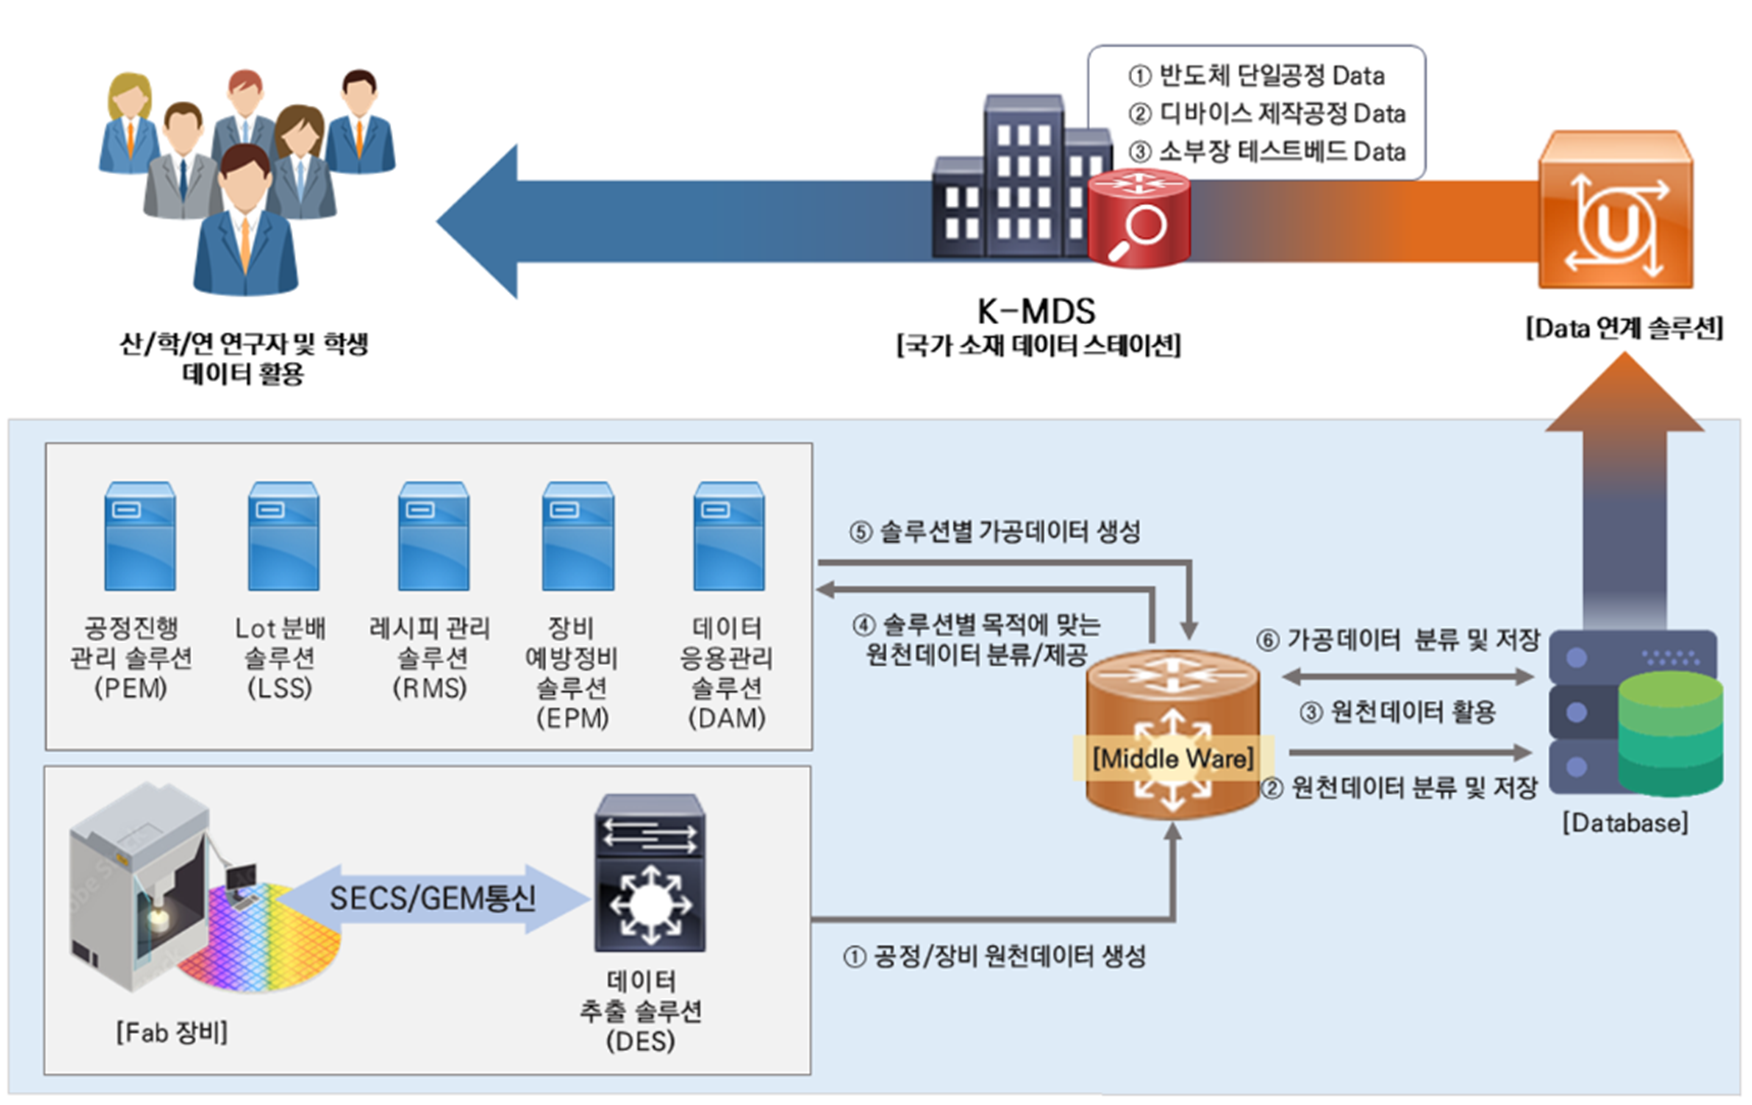 ① 반도체 단일공정 Data
② 디바이스 제작공정 Data
③ 소부장 테스트베드 Data
산/학/연 연구자 및 학생
데이터 활용
K-MDS
[국가 소재 데이터 스테이션]
U
[Data 연계 솔루션]
공정진행
관리 솔루션
(PEM)
Lot 분배
솔루션
(LSS)
레시피 관리
솔루션
(RMS)
장비
예방정비
솔루션
(EPM)
데이터
응용관리
솔루션
(DAM)
⑤ 솔루션별 가공데이터 생성
④ 솔루션별 목적에 맞는
원천데이터 분류/제공
⑥ 가공데이터 분류 및 저장
③ 원천데이터 활용
[Middle Ware]
② 원천데이터 분류 및 저장
[Database]
SECS/GEM통신
① 공정/장비 원천데이터 생성
[Fab 장비]
데이터
추출 솔루션
(DES)